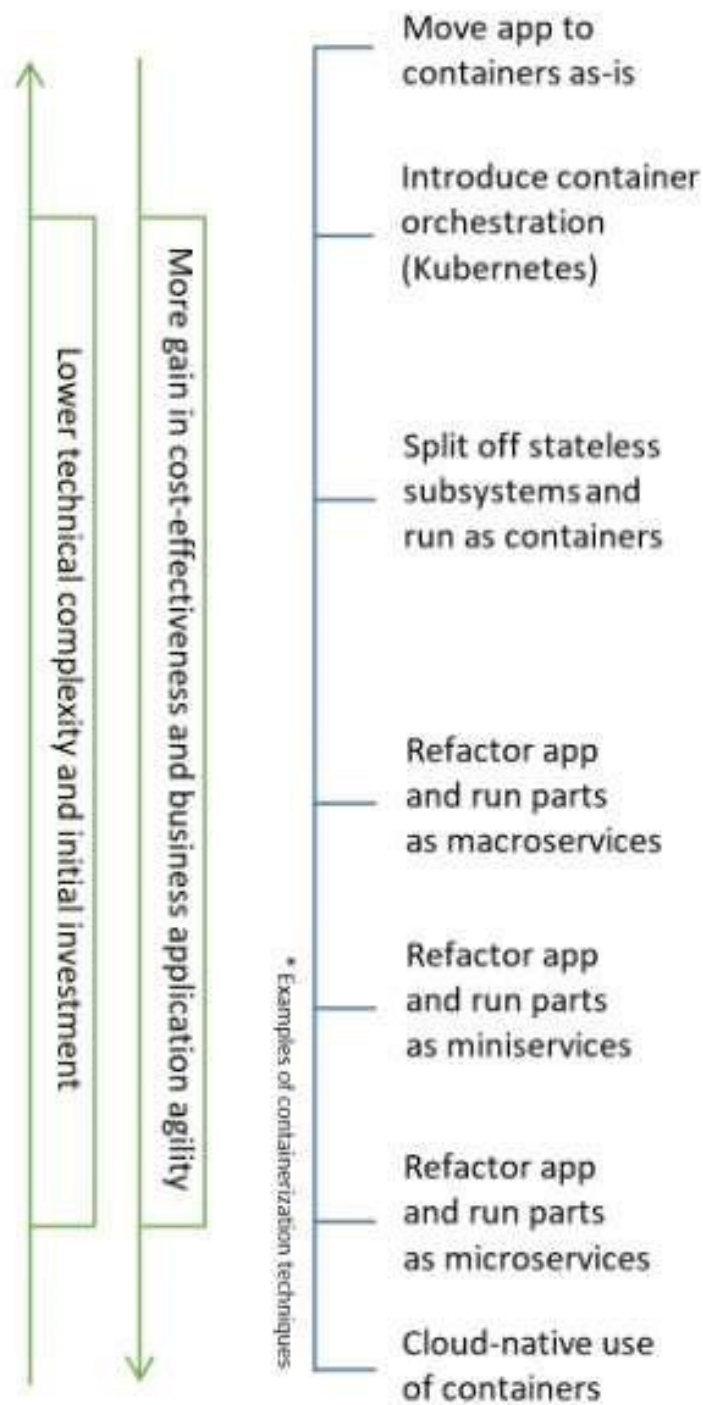 Move app to
containers as-is
Introduce container
orchestration
(Kubernetes)
Split off stateless
subsystems and
run as containers
Refactor app
and run parts
as macroservices
Refactor app
and run parts
as miniservices
Refactor app
and run parts
as microservices
Cloud-native use
of containers
More gain in cost-effectiveness and business application agility
Lower technical complexity and initial investment
* Examples of containerization techniques